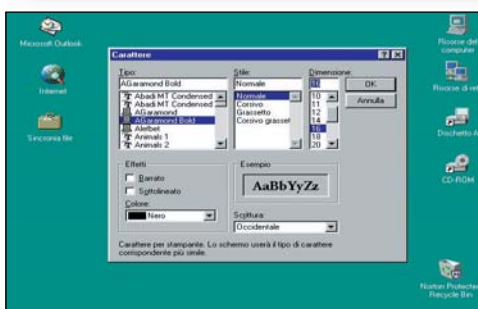 Microsoft Outlook
Internet
Sincronia file
Carattere
Tipo:
AGaramond Bold
Abadi MT Condensed
Abadi MT Condensed
AGaramond
AGaramond Bold
Alefbet
Animals 1
Animals 2
Stile:
Normale
Normale
Corsivo
Grassetto
Corsivo grasset
Dimensione:
16
10
11
12
14
16
18
20
OK
Annulla
Effetti
Barrato
Sottolineato
Colore:
Nero
Esempio
AaBbYyZz
Scrittura:
Occidentale
Carattere per stampante. Lo schermo userà il tipo di carattere
corrispondente più simile.
Risorse del
computer
Risorse di rete
Dischetto A
CD-ROM
Norton Protected
Recycle Bin